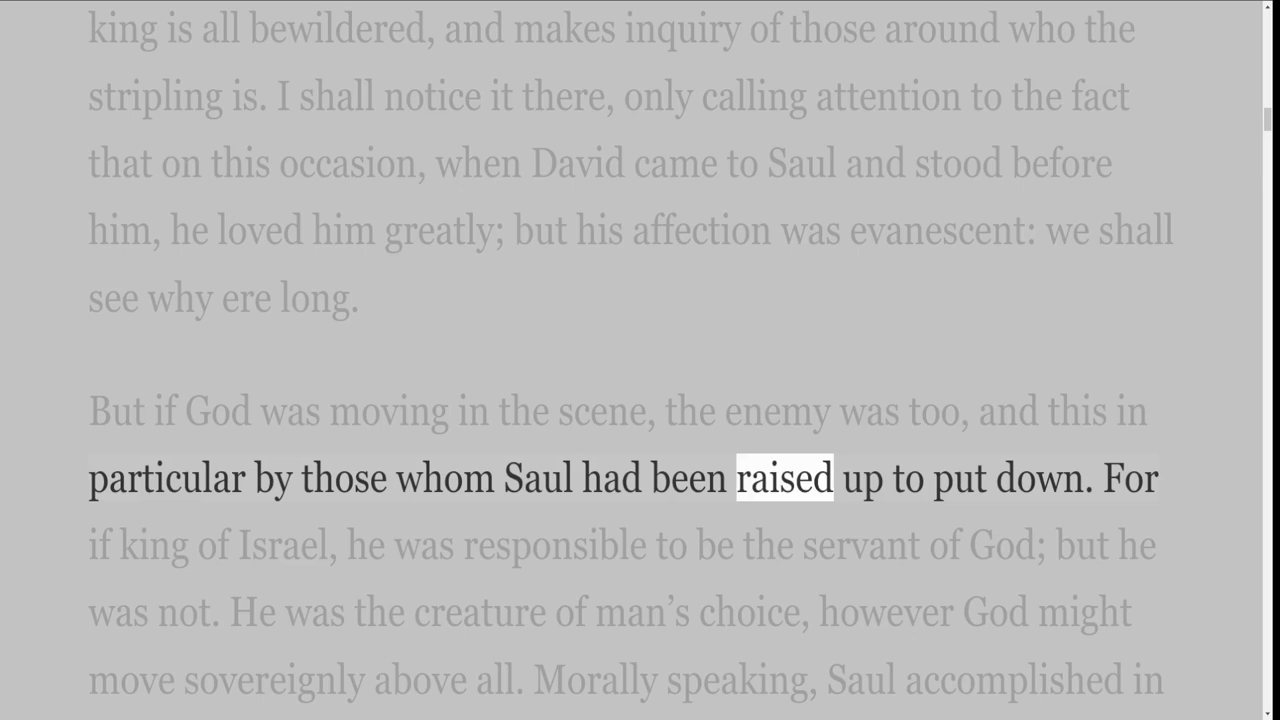 king is all bewildered, and makes inquiry of those around who the
stripling is. I shall notice it there, only calling attention to the fact
that on this occasion, when David came to Saul and stood before
him, he loved him greatly; but his affection was evanescent: we shall
see why ere long.
But if God was moving in the scene, the enemy was too, and this in
particular by those whom Saul had been raised up to put down. For
if king of Israel, he was responsible to be the servant of God; but he
was not. He was the creature of man’s choice, however God might
move sovereignly above all. Morally speaking, Saul accomplished in